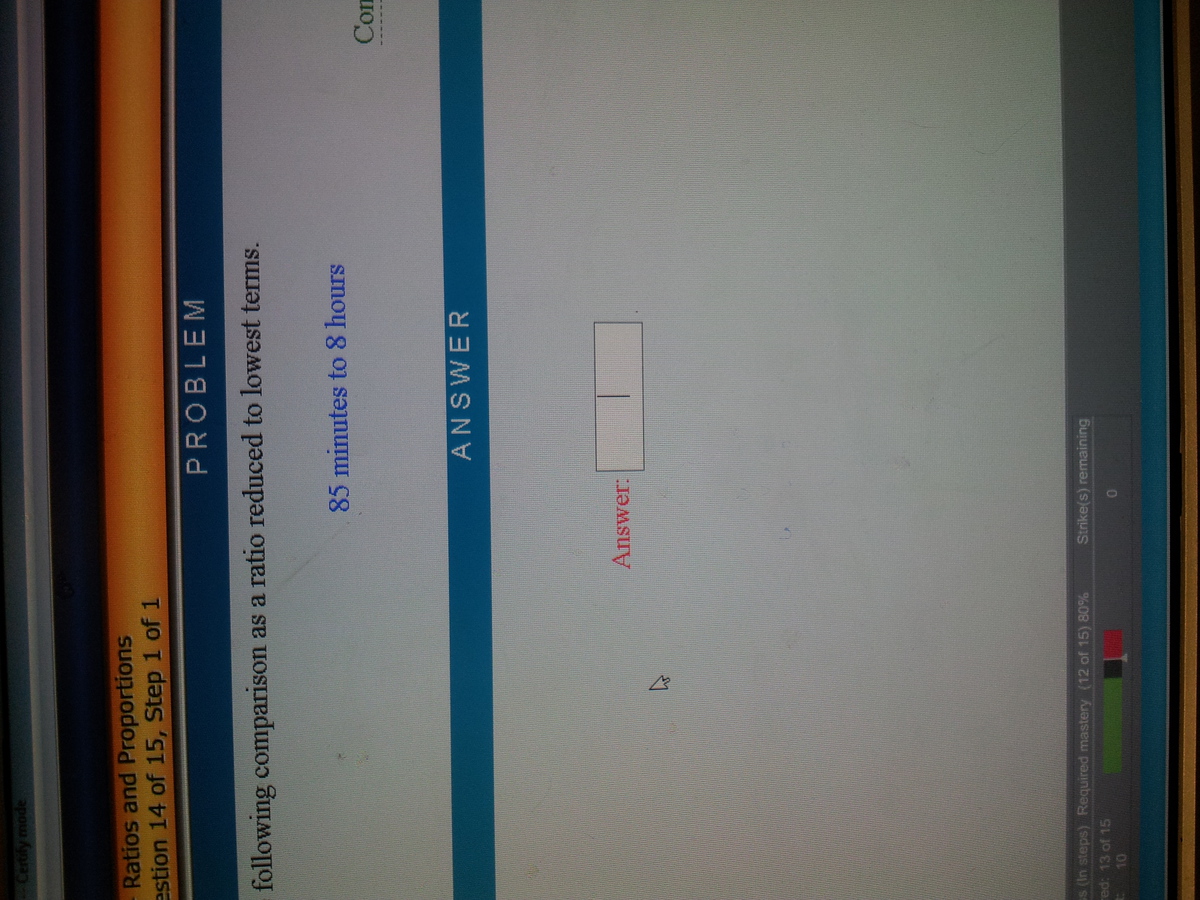 Certify mode
Ratios and Proportions
estion 14 of 15, Step 1 of 1
PROBLEM
following comparison as a ratio reduced to lowest terms.
85 minutes to 8 hours
Con
ANSWER
Answer:
s (In steps) Required mastery (12 of 15) 80% Strike(s) remaining
ed: 13 of 15
t: 10 0